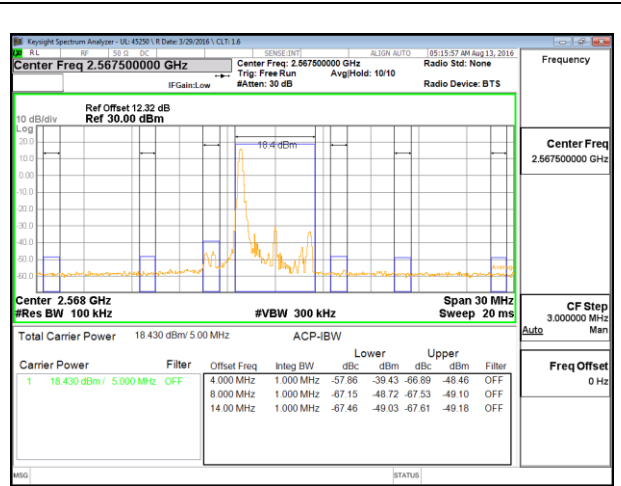 Keysight Spectrum Analyzer - UL: 45250 \ R Date: 3/29/2016 \ CLT: 1.6
RL RF 50 Ω DC SENSE:INT ALIGN AUTO 05:15:57 AM Aug 13, 2016
Center Freq 2.567500000 GHz Center Freq: 2.567500000 GHz Radio Std: None Frequency
Trig: Free Run Avg|Hold: 10/10
IFGain:Low #Atten: 30 dB Radio Device: BTS
Ref Offset 12.32 dB
10 dB/div Ref 30.00 dBm
Log
20.0
18.4 dBm
10.0
0.00
-10.0
-20.0
-30.0
-40.0
-50.0
-60.0
Average
Center Freq
2.567500000 GHz
Center 2.568 GHz Span 30 MHz
#Res BW 100 kHz #VBW 300 kHz Sweep 20 ms
CF Step
3.000000 MHz
Auto Man
Total Carrier Power 18.430 dBm/ 5.00 MHz ACP-IBW
Lower Upper
Carrier Power Filter Offset Freq Integ BW dBc dBm dBc dBm Filter
1 18.430 dBm / 5.000 MHz OFF 4.000 MHz 1.000 MHz -57.86 -39.43 -66.89 -48.46 OFF
8.000 MHz 1.000 MHz -67.15 -48.72 -67.53 -49.10 OFF
14.00 MHz 1.000 MHz -67.46 -49.03 -67.61 -49.18 OFF
Freq Offset
0 Hz
MSG STATUS